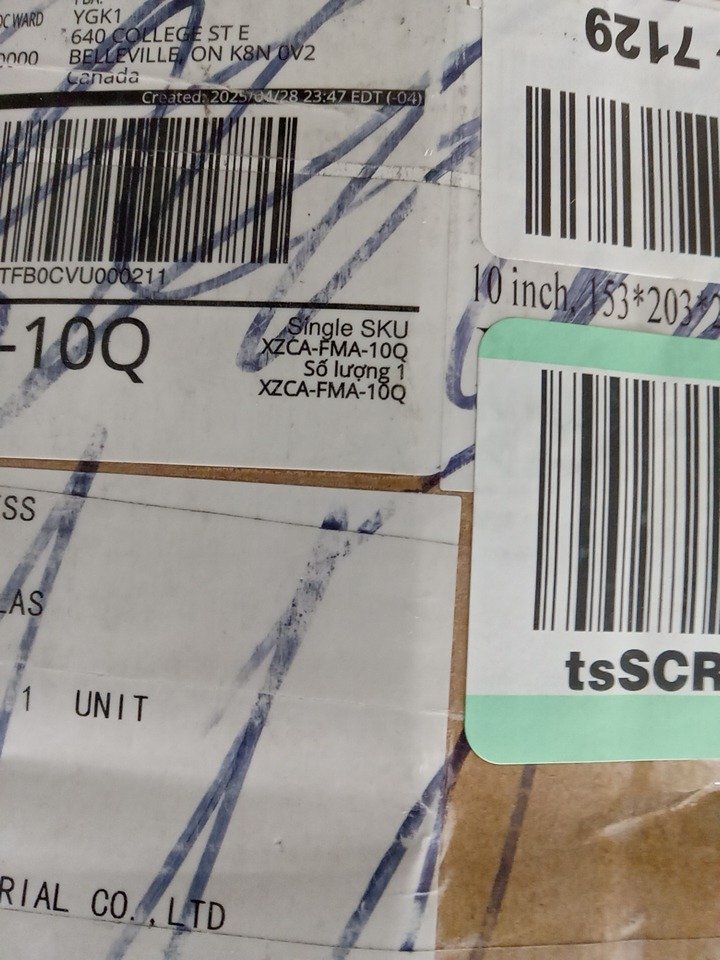 YGK1
640 COLLEGE ST E
0000 BELLEVILLE, ON K8N 0V2
Canada
Created: 2025/04/28 23:47 EDT (-04)
TFB0CVU000211
-10Q
Single SKU
XZCA-FMA-10Q
Số lượng 1
XZCA-FMA-10Q
7129
10 inch, 153*203*
tsSCR
SS
LAS
1 UNIT
RIAL CO.,LTD